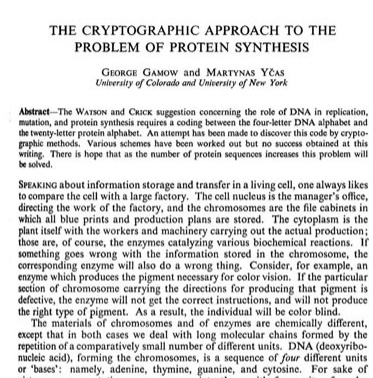 THE CRYPTOGRAPHIC APPROACH TO THE
PROBLEM OF PROTEIN SYNTHESIS
GEORGE GAMOW and MARTYNAS YČAS
University of Colorado and University of New York
Abstract—The WATSON and CRICK suggestion concerning the role of DNA in replication,
mutation, and protein synthesis requires a coding between the four-letter DNA alphabet and
the twenty-letter protein alphabet. An attempt has been made to discover this code by crypto-
graphic methods. Various schemes have been worked out but no success obtained at this
writing. There is hope that as the number of protein sequences increases this problem will
be solved.
SPEAKING about information storage and transfer in a living cell, one always likes
to compare the cell with a large factory. The cell nucleus is the manager's office,
directing the work of the factory, and the chromosomes are the file cabinets in
which all blue prints and production plans are stored. The cytoplasm is the
plant itself with the workers and machinery carrying out the actual production;
those are, of course, the enzymes catalyzing various biochemical reactions. If
something goes wrong with the information stored in the chromosome, the
corresponding enzyme will also do a wrong thing. Consider, for example, an
enzyme which produces the pigment necessary for color vision. If the particular
section of chromosome carrying the directions for producing that pigment is
defective, the enzyme will not get the correct instructions, and will not produce
the right type of pigment. As a result, the individual will be color blind.
The materials of chromosomes and of enzymes are chemically different,
except that in both cases we deal with long molecular chains formed by the
repetition of a comparatively small number of different units. DNA (deoxyribo-
nucleic acid), forming the chromosomes, is a sequence of four different units
or 'bases': namely, adenine, thymine, guanine, and cytosine. For sake of